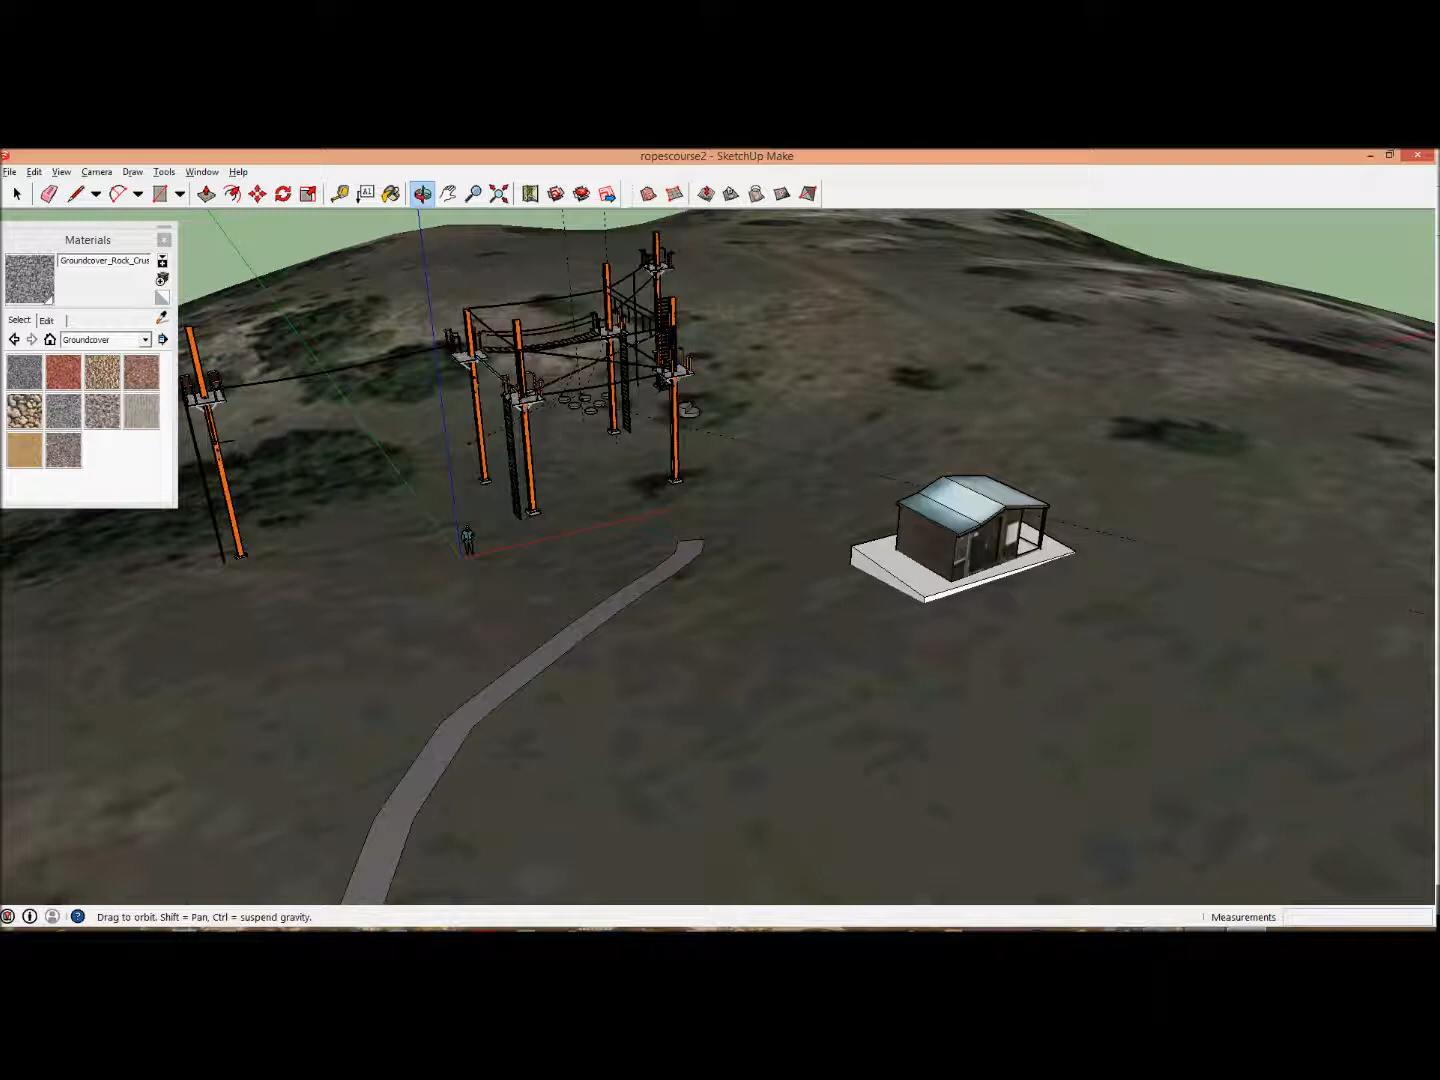 ropescourse2 - SketchUp Make
File Edit View Camera Draw Tools Window Help
A1
Materials
Groundcover_Rock_Crus
Select Edit
Groundcover
Drag to orbit. Shift = Pan, Ctrl = suspend gravity.
Measurements